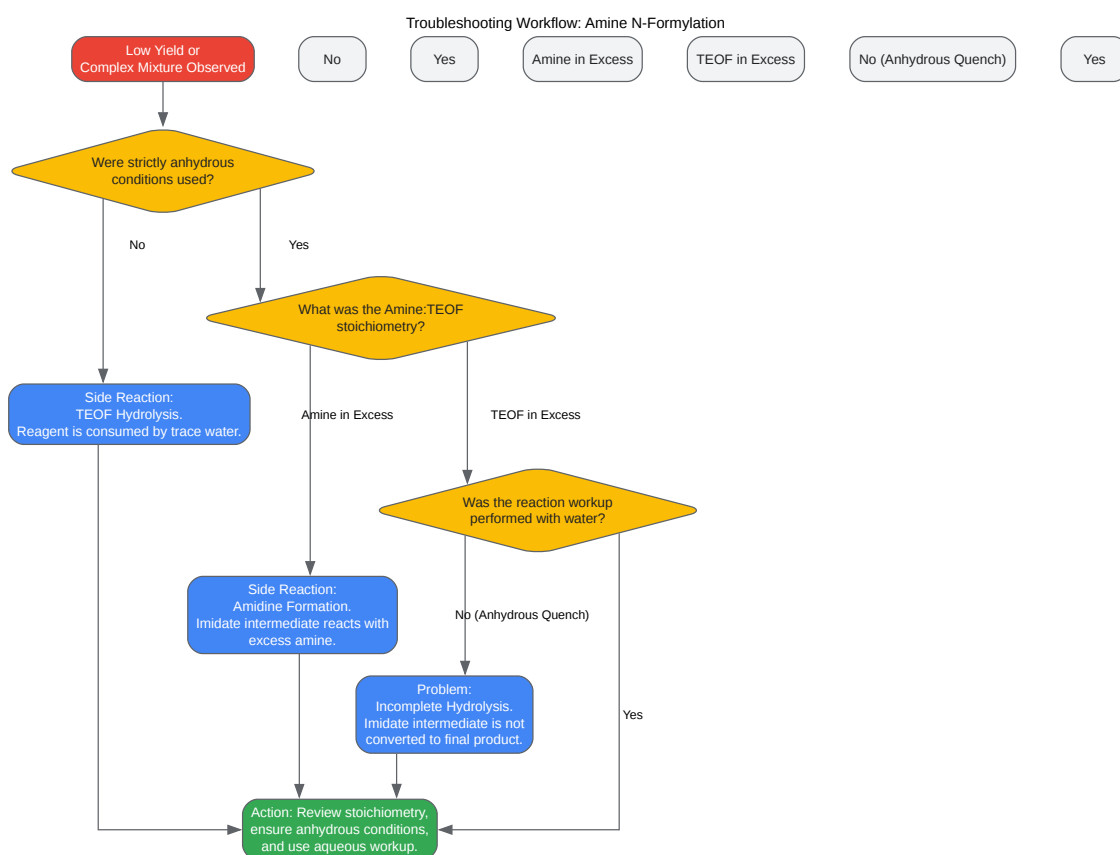 Troubleshooting Workflow: Amine N-Formylation
Low Yield or
Complex Mixture Observed
No
Yes
Amine in Excess
TEOF in Excess
No (Anhydrous Quench)
Yes
Were strictly anhydrous
conditions used?
No
Yes
What was the Amine:TEOF
stoichiometry?
Side Reaction:
TEOF Hydrolysis.
Reagent is consumed by trace water.
Amine in Excess
TEOF in Excess
Was the reaction workup
performed with water?
Side Reaction:
Amidine Formation.
Imidate intermediate reacts with
excess amine.
No (Anhydrous Quench)
Problem:
Incomplete Hydrolysis.
Imidate intermediate is not
converted to final product.
Yes
Action: Review stoichiometry,
ensure anhydrous conditions,
and use aqueous workup.